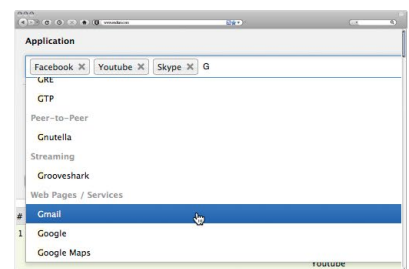 Application
Facebook ✕ Youtube ✕ Skype ✕ G
GRE
GTP
Peer-to-Peer
Gnutella
Streaming
Grooveshark
Web Pages / Services
#
Gmail
1
Google
Google Maps
Youtube